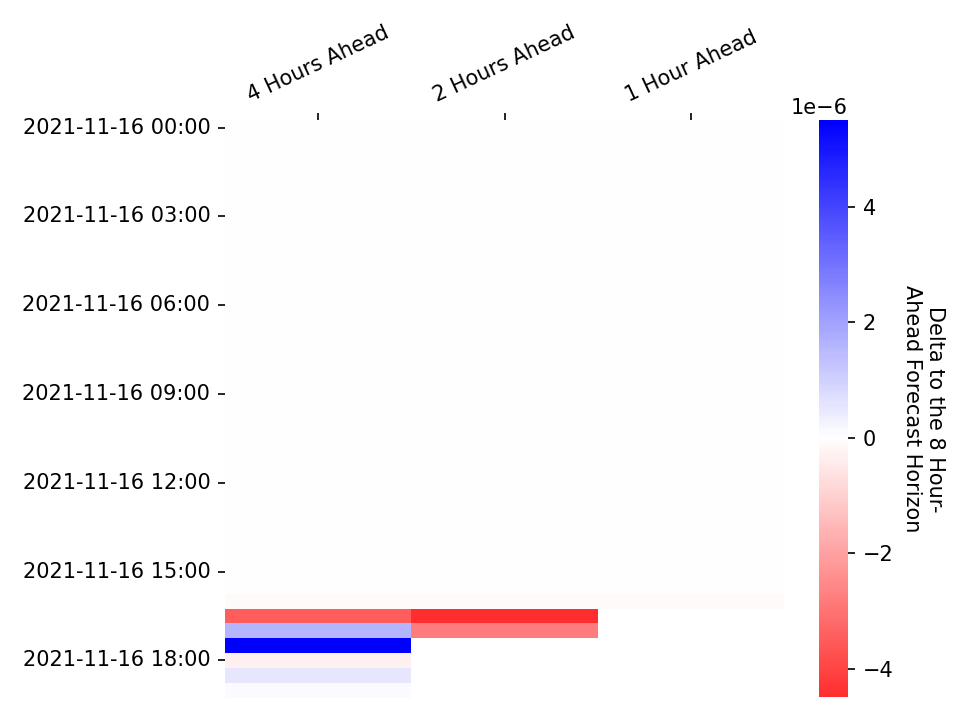 4 Hours Ahead
2 Hours Ahead
1 Hour Ahead
1e−6
2021-11-16 00:00
2021-11-16 03:00
2021-11-16 06:00
2021-11-16 09:00
2021-11-16 12:00
2021-11-16 15:00
2021-11-16 18:00
4
2
0
−2
−4
Delta to the 8 Hour-
Ahead Forecast Horizon